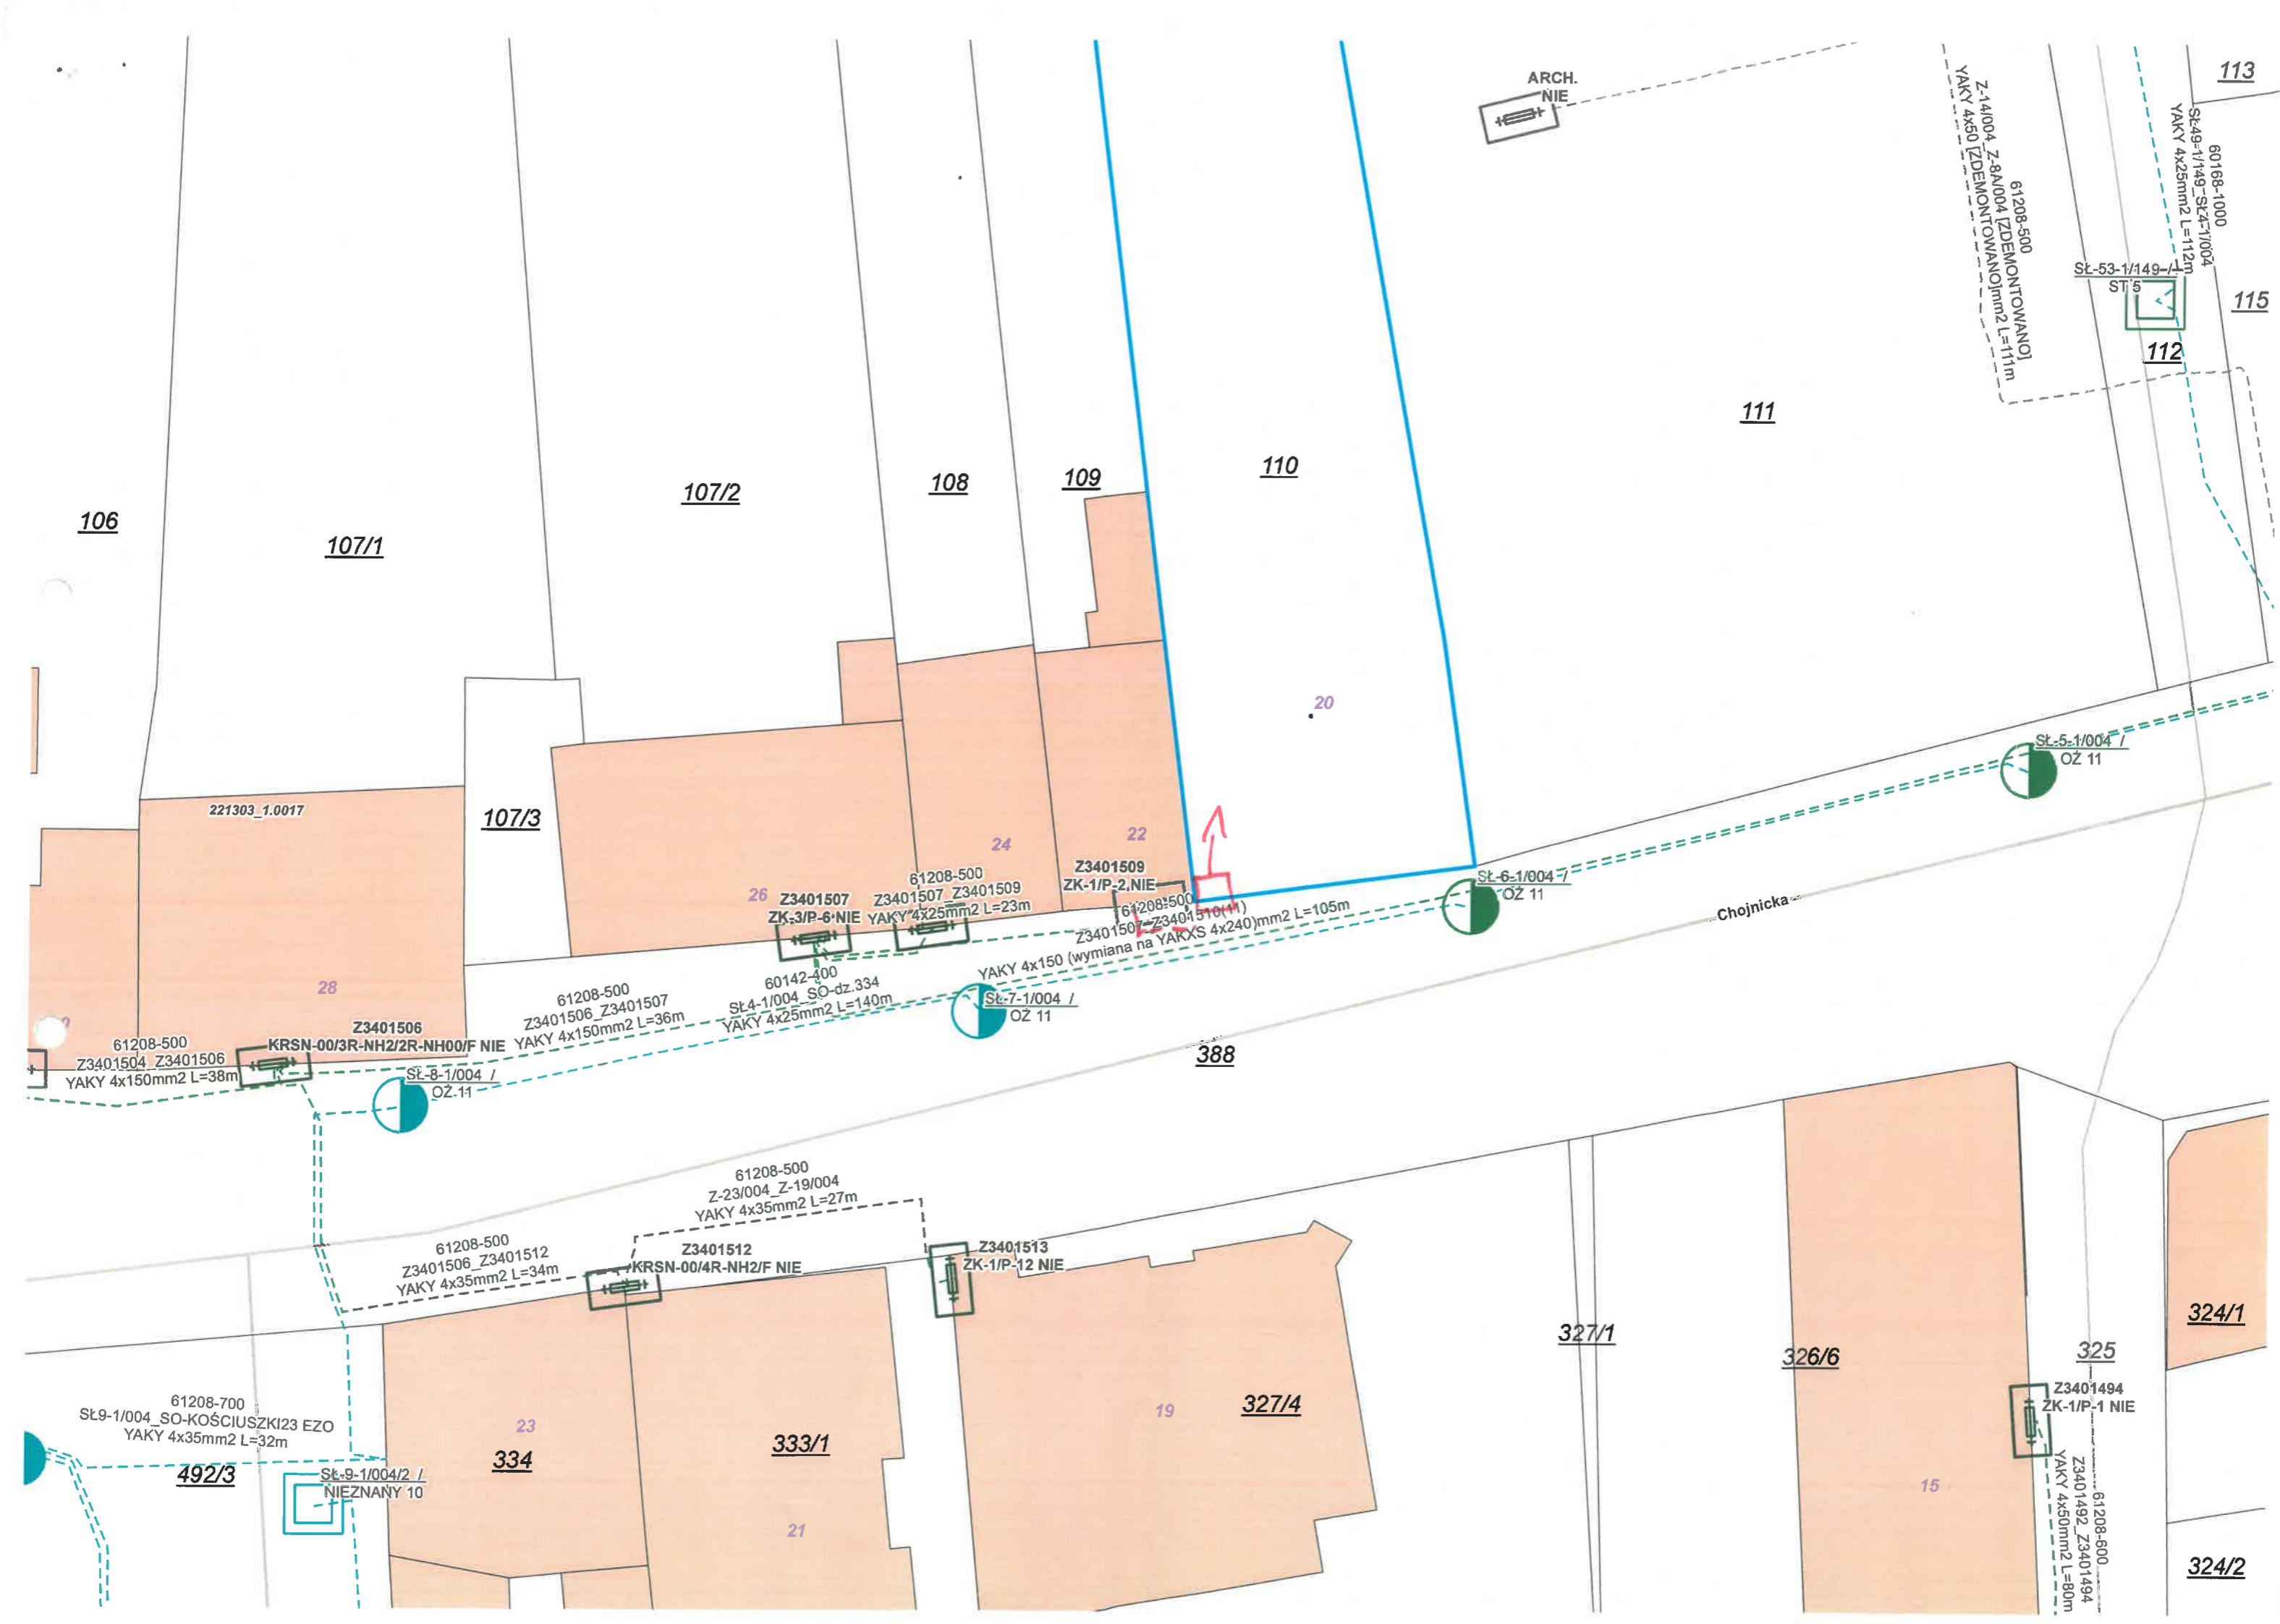 ARCH.
NIE
Z-14/004_Z-8A/004 [ZDEMONTOWANO]
YAKY 4x50 [ZDEMONTOWANO]mm2 L=111m
61208-500
60168-1000
SŁ49-1/149_SŁ4-1/004
YAKY 4x25mm2 L=112m
113
SŁ-53-1/149-/
ST 5
115
112
111
110
109
108
107/2
107/1
106
20
SŁ-5-1/004 /
OŻ 11
221303_1.0017
107/3
22
24
26
28
Z3401509
ZK-1/P-2 NIE
61208-500
Z3401507_Z3401509
YAKY 4x25mm2 L=23m
Z3401507
ZK-3/P-6 NIE
SŁ-6-1/004 /
OŻ 11
61208-500
Z3401507_Z3401510(11)
YAKY 4x150 (wymiana na YAKXS 4x240)mm2 L=105m
Chojnicka
60142-400
SŁ4-1/004_SO-dz.334
YAKY 4x25mm2 L=140m
61208-500
Z3401506_Z3401507
YAKY 4x150mm2 L=36m
SŁ-7-1/004 /
OŻ 11
Z3401506
KRSN-00/3R-NH2/2R-NH00/F NIE
61208-500
Z3401504_Z3401506
YAKY 4x150mm2 L=38m
SŁ-8-1/004 /
OŻ 11
388
61208-500
Z-23/004_Z-19/004
YAKY 4x35mm2 L=27m
61208-500
Z3401506_Z3401512
YAKY 4x35mm2 L=34m
Z3401512
KRSN-00/4R-NH2/F NIE
Z3401513
ZK-1/P-12 NIE
324/1
327/1
326/6
325
Z3401494
ZK-1/P-1 NIE
61208-700
SŁ9-1/004_SO-KOŚCIUSZKI23 EZO
YAKY 4x35mm2 L=32m
492/3
SŁ-9-1/004/2 /
NIEZNANY 10
23
334
333/1
21
19
327/4
15
61208-600
Z3401492_Z3401494
YAKY 4x50mm2 L=80m
324/2